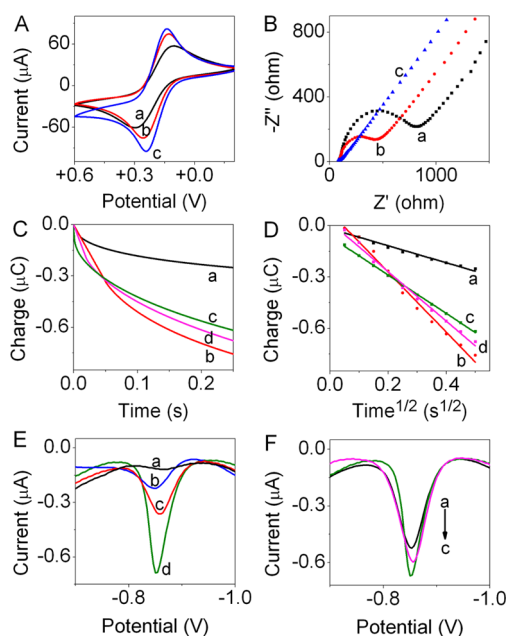 A
B
60
0
-60
Current (μA)
a
b
c
+0.6
+0.3
+0.0
Potential (V)
800
400
0
-Z'' (ohm)
c
b
a
0
1000
Z' (ohm)
C
D
0.0
-0.3
-0.6
Charge (μC)
a
c
d
b
0.0
0.1
0.2
Time (s)
0.0
-0.3
-0.6
Charge (μC)
a
c
d
b
0.0
0.2
0.4
Time1/2 (s1/2)
E
F
0.0
-0.3
-0.6
Current (μA)
a
b
c
d
-0.8
-1.0
Potential (V)
0.0
-0.3
-0.6
Current (μA)
a
c
-0.8
-1.0
Potential (V)